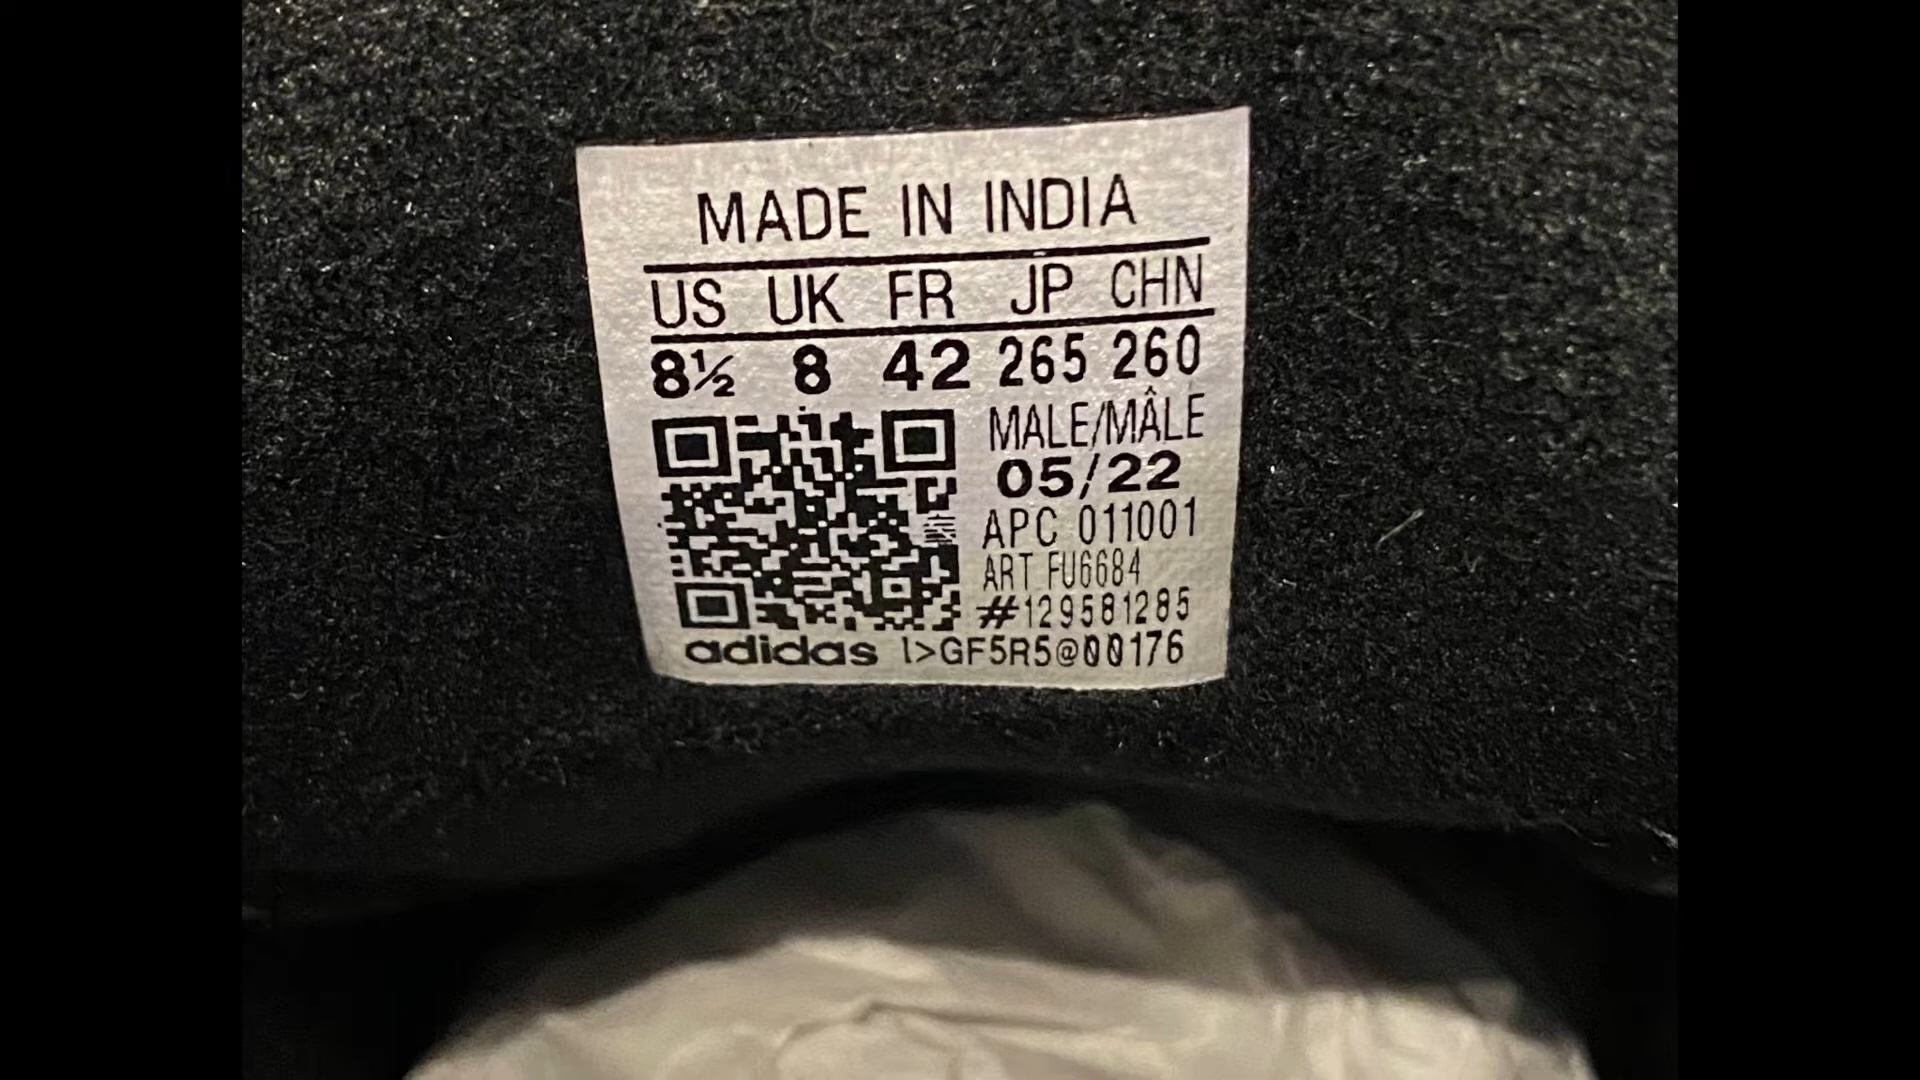 MADE IN INDIA
US UK FR JP CHN
8½ 8 42 265 260
MALE/MÂLE
05/22
APC 011001
ART FU6684
#129581285
adidas l>GF5R5@00176